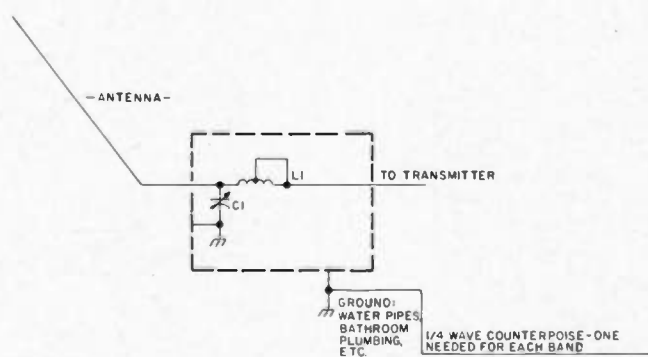 -ANTENNA-
L1
TO TRANSMITTER
C1
GROUND:
WATER PIPES,
BATHROOM
PLUMBING,
ETC.
1/4 WAVE COUNTERPOISE-ONE
NEEDED FOR EACH BAND